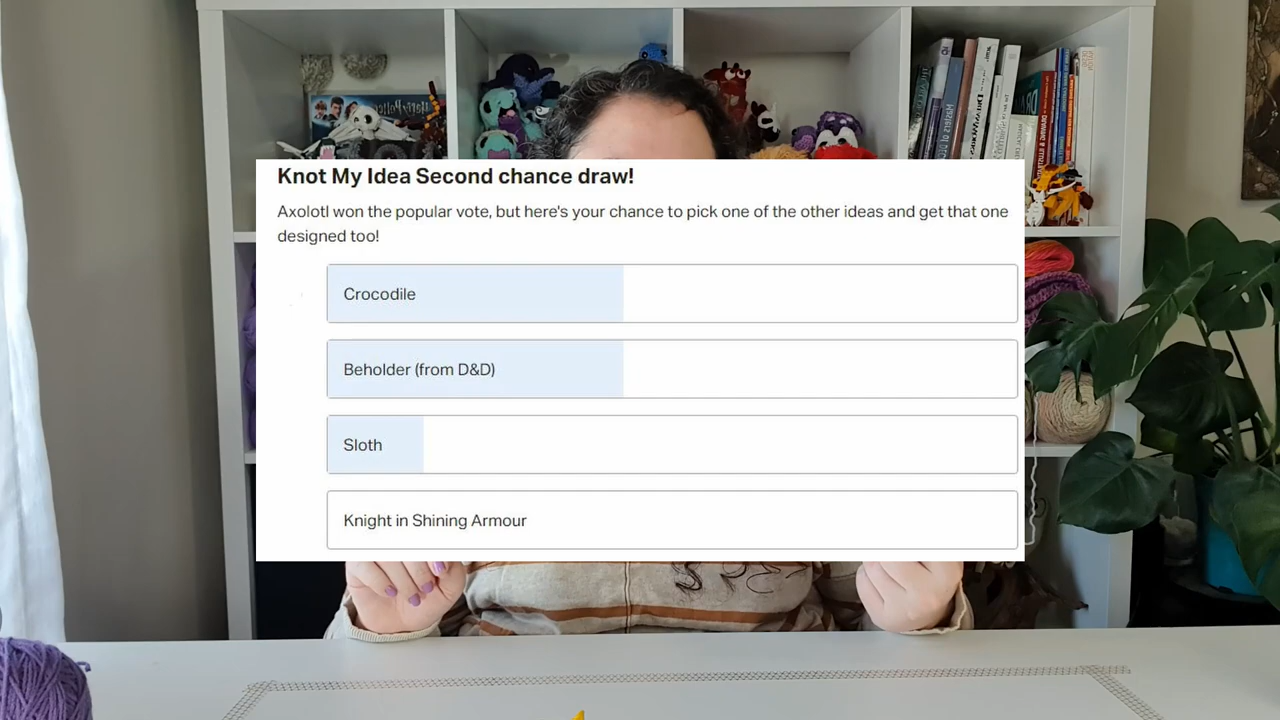 Knot My Idea Second chance draw!
Axolotl won the popular vote, but here's your chance to pick one of the other ideas and get that one
designed too!
Crocodile
Beholder (from D&D)
Sloth
Knight in Shining Armour